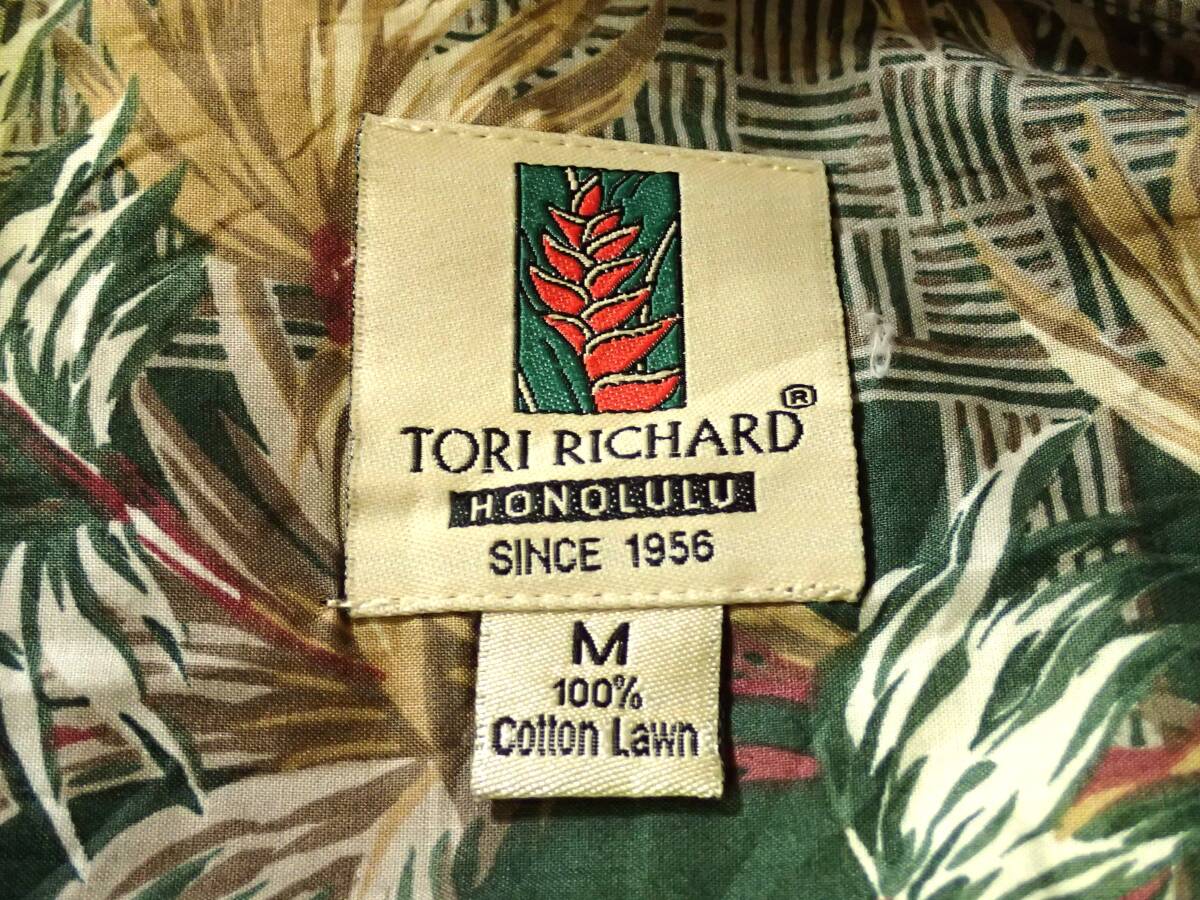 TORI RICHARD®
HONOLULU
SINCE 1956
M
100%
Cotton Lawn